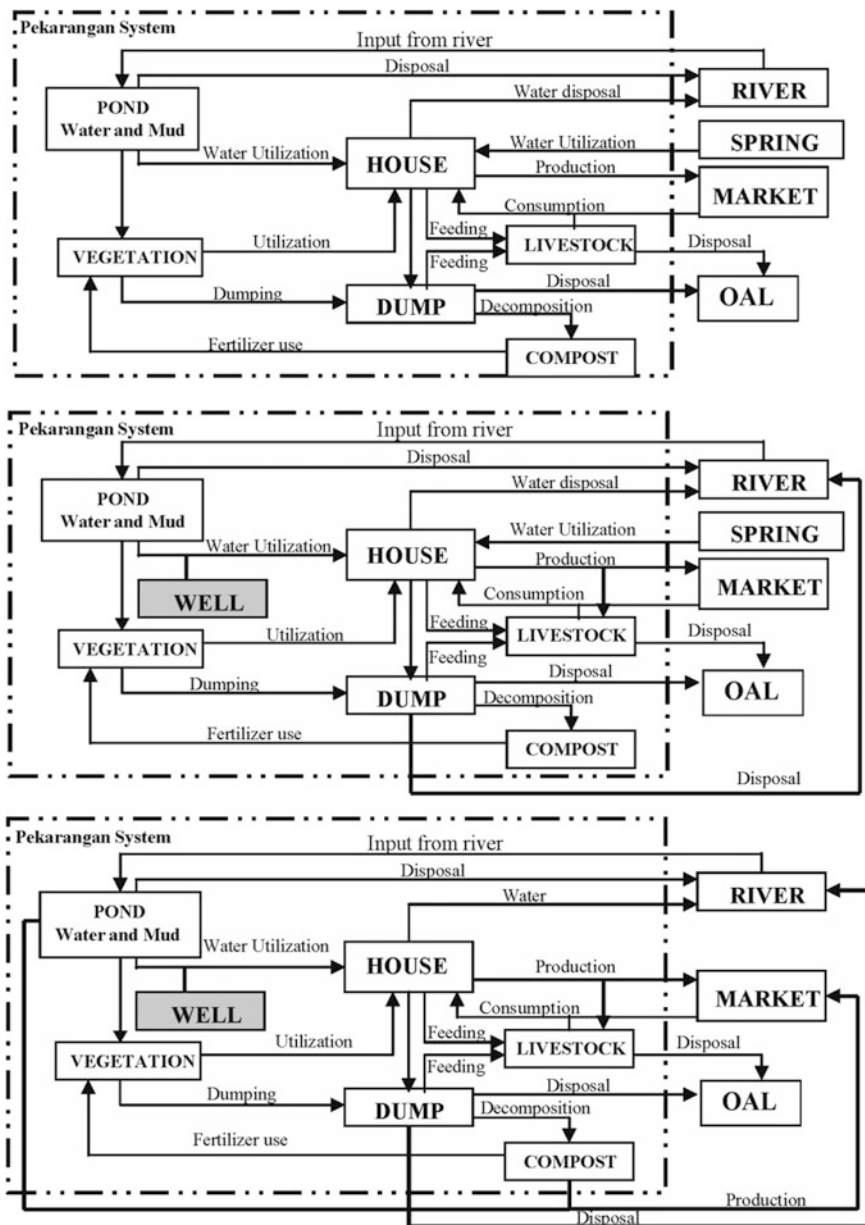 Pekarangan System
Input from river
Disposal
RIVER
POND
Water and Mud
Water disposal
SPRING
Water Utilization
HOUSE
Water Utilization
Production
MARKET
Consumption
Feeding
LIVESTOCK
VEGETATION
Utilization
Feeding
Disposal
OAL
Dumping
DUMP
Disposal
Decomposition
Fertilizer use
COMPOST
Pekarangan System
Input from river
Disposal
RIVER
POND
Water and Mud
Water disposal
SPRING
Water Utilization
HOUSE
Water Utilization
Production
MARKET
WELL
Consumption
Feeding
LIVESTOCK
VEGETATION
Utilization
Feeding
Disposal
OAL
Dumping
DUMP
Disposal
Decomposition
Fertilizer use
COMPOST
Disposal
Pekarangan System
Input from river
Disposal
RIVER
POND
Water and Mud
Water
Water Utilization
HOUSE
Production
MARKET
WELL
Consumption
Feeding
LIVESTOCK
VEGETATION
Utilization
Feeding
Disposal
OAL
Dumping
DUMP
Disposal
Decomposition
Fertilizer use
COMPOST
Production
Disposal